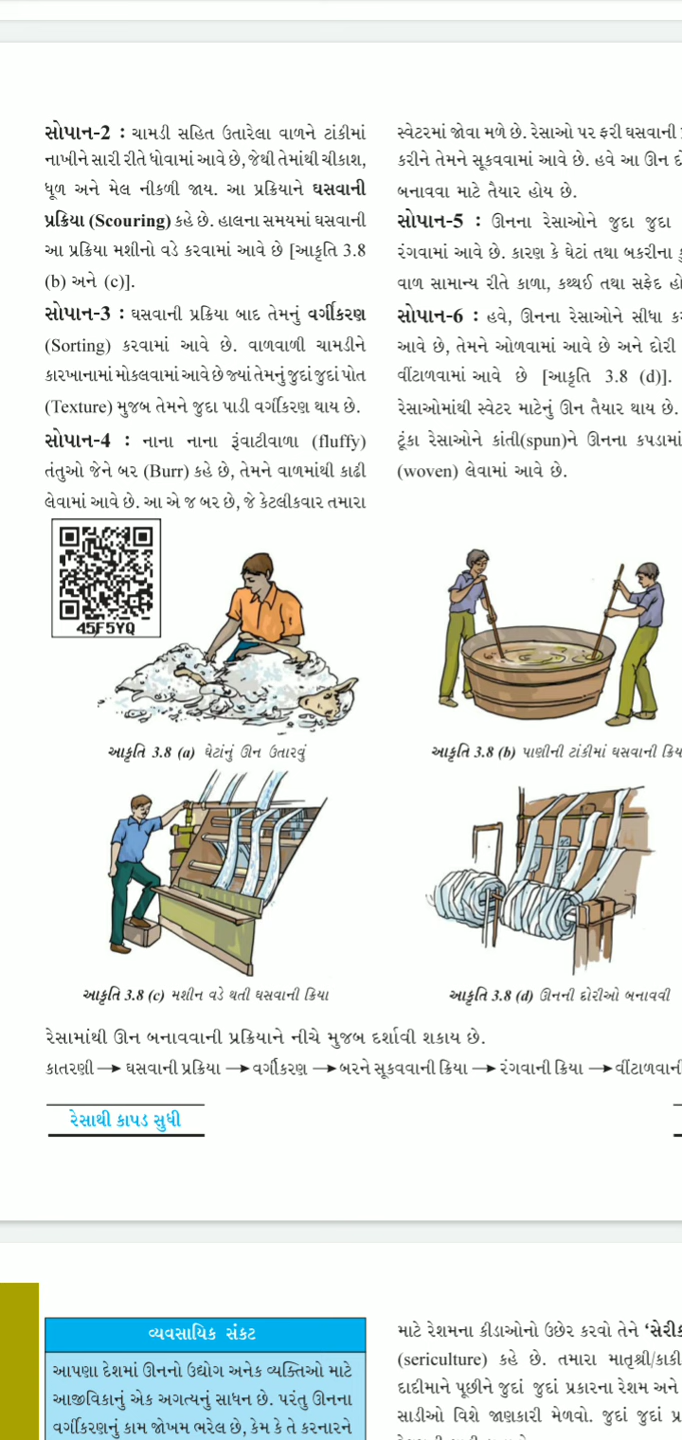 સોપાન-2 : ચામડી સહિત ઉતારેલા વાળને ટાંકીમાં
નાખીને સારી રીતે ધોવામાં આવે છે, જેથી તેમાંથી ચીકાશ,
ધૂળ અને મેલ નીકળી જાય. આ પ્રક્રિયાને ઘસવાની
પ્રક્રિયા (Scouring) કહે છે. હાલના સમયમાં ઘસવાની
આ પ્રક્રિયા મશીનો વડે કરવામાં આવે છે [આકૃતિ 3.8
(b) અને (c)].
સોપાન-3 : ઘસવાની પ્રક્રિયા બાદ તેમનું વર્ગીકરણ
(Sorting) કરવામાં આવે છે. વાળવાળી ચામડીને
કારખાનામાં મોકલવામાં આવે છે જ્યાં તેમનું જુદાં જુદાં પોત
(Texture) મુજબ તેમને જુદા પાડી વર્ગીકરણ થાય છે.
સોપાન-4 : નાના નાના રૂંવાટીવાળા (fluffy)
તંતુઓ જેને બર (Burr) કહે છે, તેમને વાળમાંથી કાઢી
લેવામાં આવે છે. આ એ જ બર છે, જે કેટલીકવાર તમારા
સ્વેટરમાં જોવા મળે છે. રેસાઓ પર ફરી ઘસવાની
કરીને તેમને સૂકવવામાં આવે છે. હવે આ ઊન
બનાવવા માટે તૈયાર હોય છે.
સોપાન-5 : ઊનના રેસાઓને જુદા જુદા
રંગવામાં આવે છે. કારણ કે ઘેટાં તથા બકરીના
વાળ સામાન્ય રીતે કાળા, કથ્થઈ તથા સફેદ
સોપાન-6 : હવે, ઊનના રેસાઓને સીધા
આવે છે, તેમને ઓળવામાં આવે છે અને દોરી
વીંટાળવામાં આવે છે [આકૃતિ 3.8 (d)].
રેસાઓમાંથી સ્વેટર માટેનું ઊન તૈયાર થાય છે.
ટૂંકા રેસાઓને કાંતી(spun)ને ઊનના કપડામાં
(woven) લેવામાં આવે છે.
45F5YQ
આકૃતિ 3.8 (a) ઘેટાંનું ઊન ઉતારવું
આકૃતિ 3.8 (b) પાણીની ટાંકીમાં ઘસવાની
આકૃતિ 3.8 (c) મશીન વડે થતી ઘસવાની ક્રિયા
આકૃતિ 3.8 (d) ઊનની દોરીઓ બનાવવી
રેસામાંથી ઊન બનાવવાની પ્રક્રિયાને નીચે મુજબ દર્શાવી શકાય છે.
કાતરણી → ઘસવાની પ્રક્રિયા → વર્ગીકરણ → બરને સૂકવવાની ક્રિયા → રંગવાની ક્રિયા →
રેસાથી કાપડ સુધી
વ્યવસાયિક સંકટ
આપણા દેશમાં ઊનનો ઉદ્યોગ અનેક વ્યક્તિઓ માટે
આજીવિકાનું એક અગત્યનું સાધન છે. પરંતુ ઊનના
વર્ગીકરણનું કામ જોખમ ભરેલ છે, કેમ કે તે કરનારને
માટે રેશમના કીડાઓનો ઉછેર કરવો તેને
(sericulture) કહે છે. તમારા માતૃશ્રી/કાકી
દાદીમાને પૂછીને જુદાં જુદાં પ્રકારના રેશમ અને
સાડીઓ વિશે જાણકારી મેળવો. જુદાં જુદાં